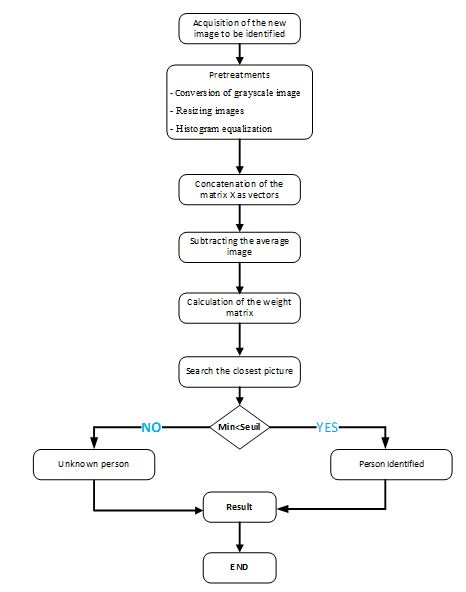 Acquisition of the new
image to be identified
Pretreatments
- Conversion of grayscale image
- Resizing images
- Histogram equalization
Concatenation of the
matrix X as vectors
Subtracting the average
image
Calculation of the weight
matrix
Search the closest picture
NO
Min<Seuil
YES
Unknown person
Person Identified
Result
END